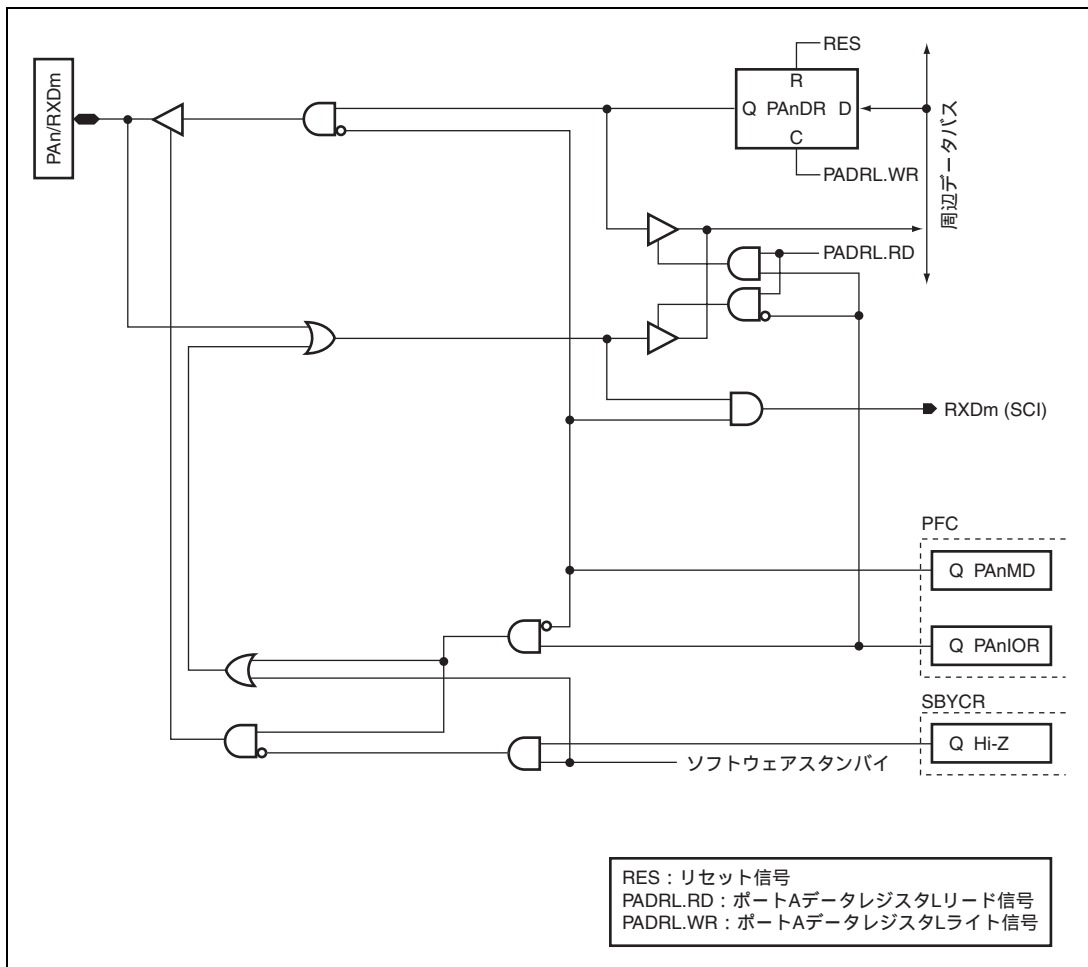 PAn/RXDm
RES
R
Q PAnDR D
C
PADRL.WR
周辺データバス
PADRL.RD
RXDm (SCI)
PFC
Q PAnMD
Q PAnIOR
SBYCR
Q Hi-Z
ソフトウェアスタンバイ
RES：リセット信号
PADRL.RD：ポートAデータレジスタLリード信号
PADRL.WR：ポートAデータレジスタLライト信号